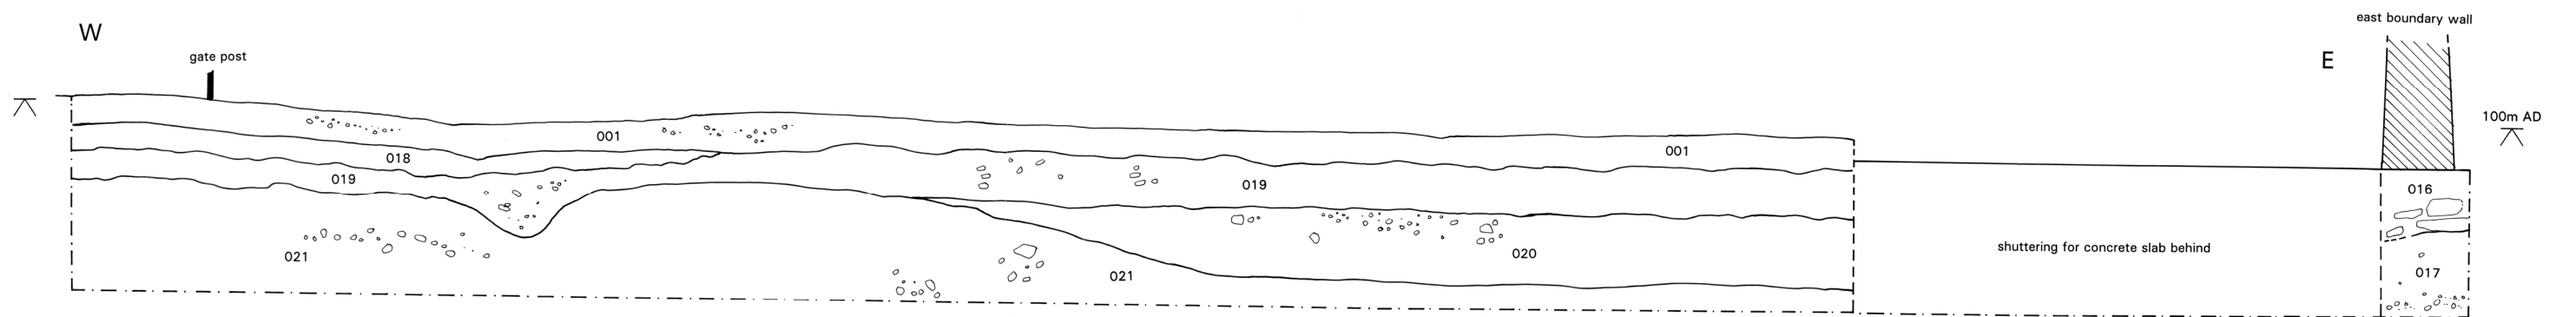 W
gate post
east boundary wall
E
100m AD
001
001
018
019
019
016
021
021
020
shuttering for concrete slab behind
017